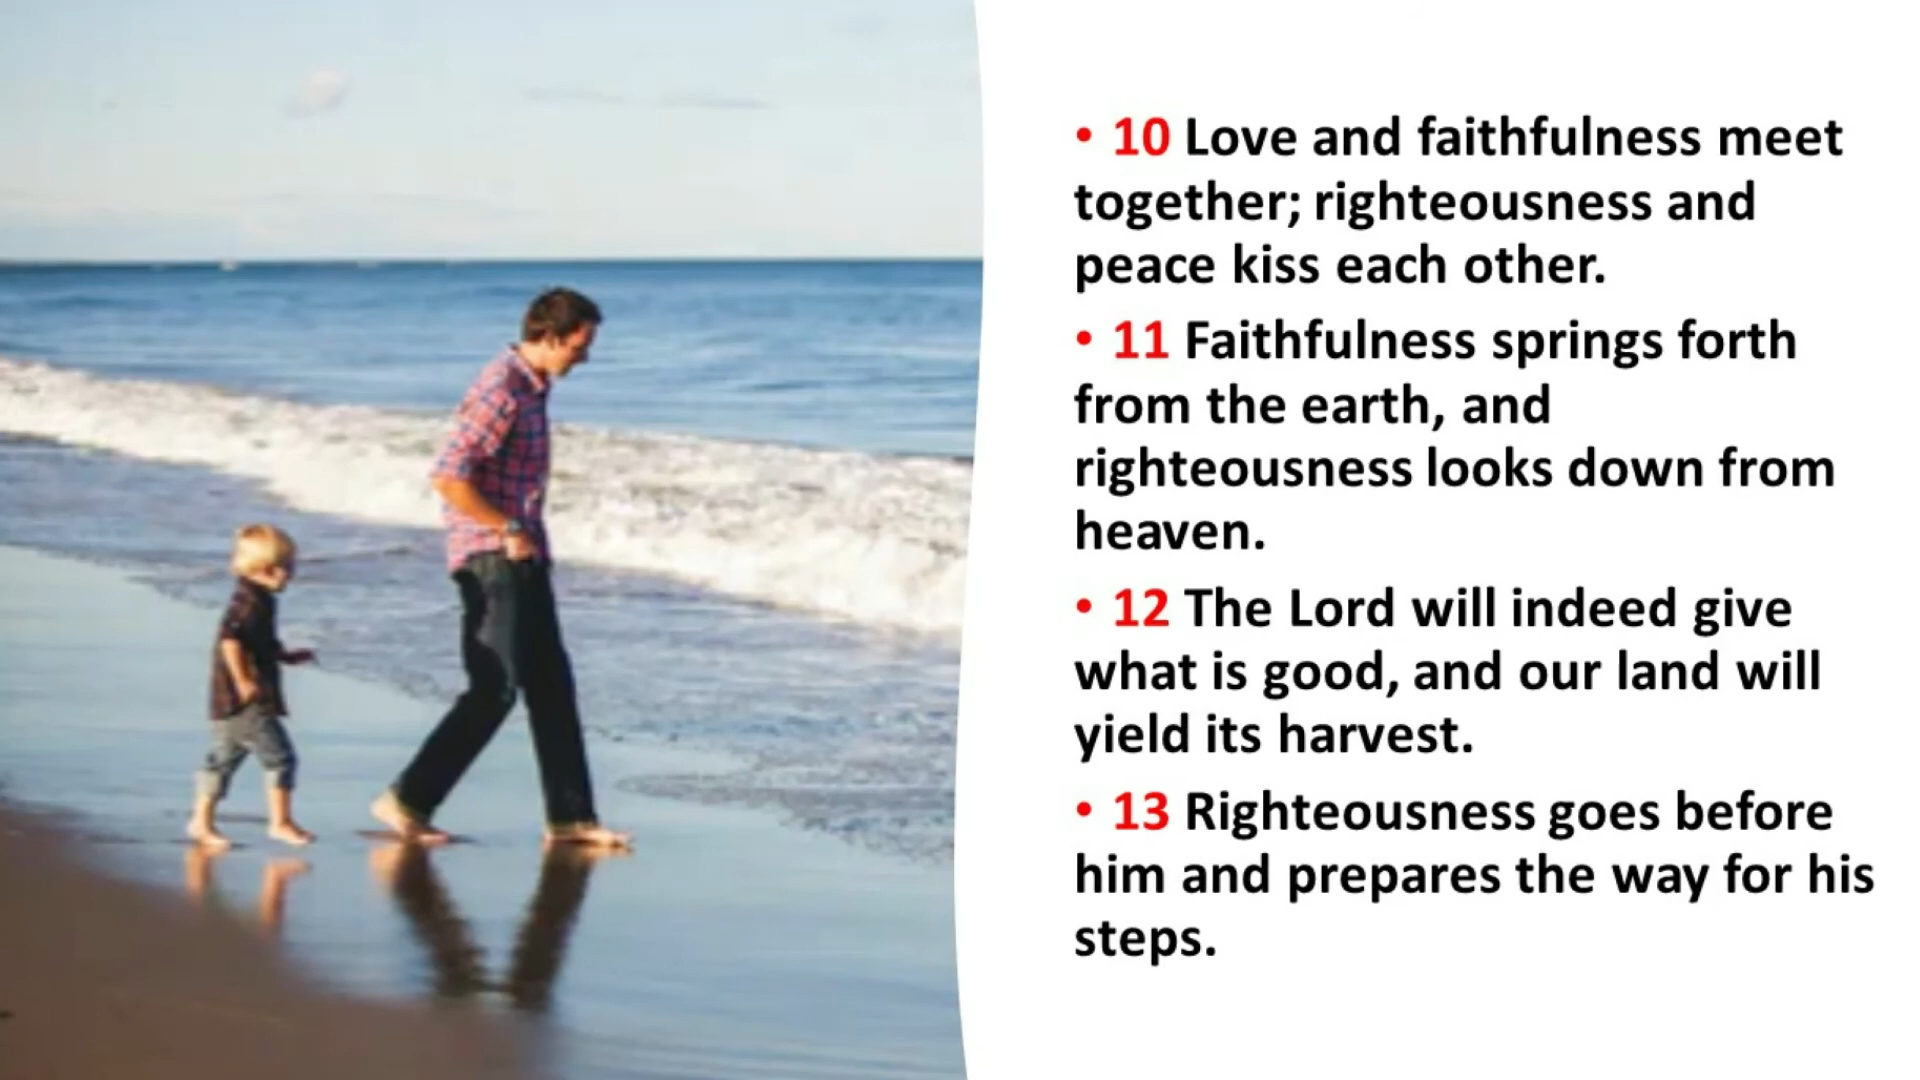 • 10 Love and faithfulness meet
together; righteousness and
peace kiss each other.
• 11 Faithfulness springs forth
from the earth, and
righteousness looks down from
heaven.
• 12 The Lord will indeed give
what is good, and our land will
yield its harvest.
• 13 Righteousness goes before
him and prepares the way for his
steps.